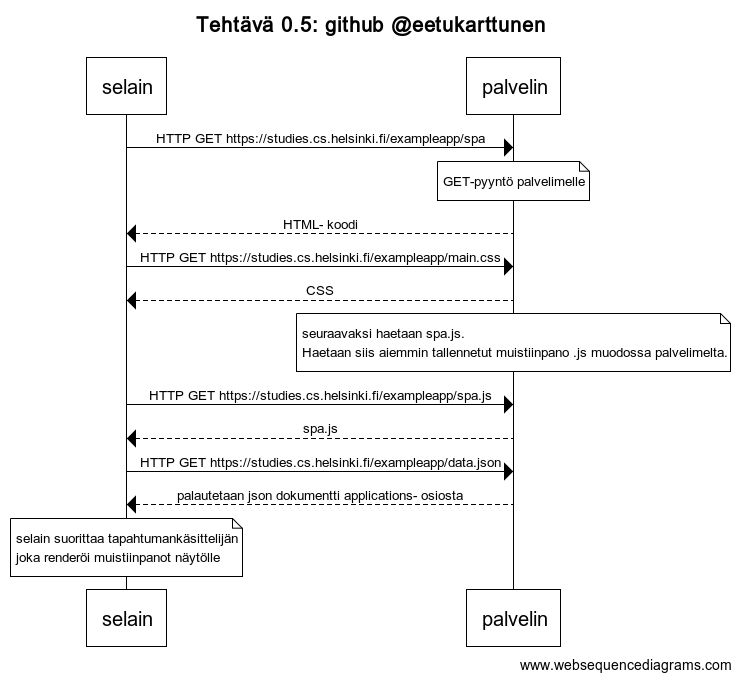 Tehtävä 0.5: github @eetukarttunen
selain
palvelin
HTTP GET https://studies.cs.helsinki.fi/exampleapp/spa
GET-pyyntö palvelimelle
HTML- koodi
HTTP GET https://studies.cs.helsinki.fi/exampleapp/main.css
CSS
seuraavaksi haetaan spa.js.
Haetaan siis aiemmin tallennetut muistiinpano .js muodossa palvelimelta.
HTTP GET https://studies.cs.helsinki.fi/exampleapp/spa.js
spa.js
HTTP GET https://studies.cs.helsinki.fi/exampleapp/data.json
palautetaan json dokumentti applications- osiosta
selain suorittaa tapahtumankäsittelijän
joka renderöi muistiinpanot näytölle
selain
palvelin
www.websequencediagrams.com